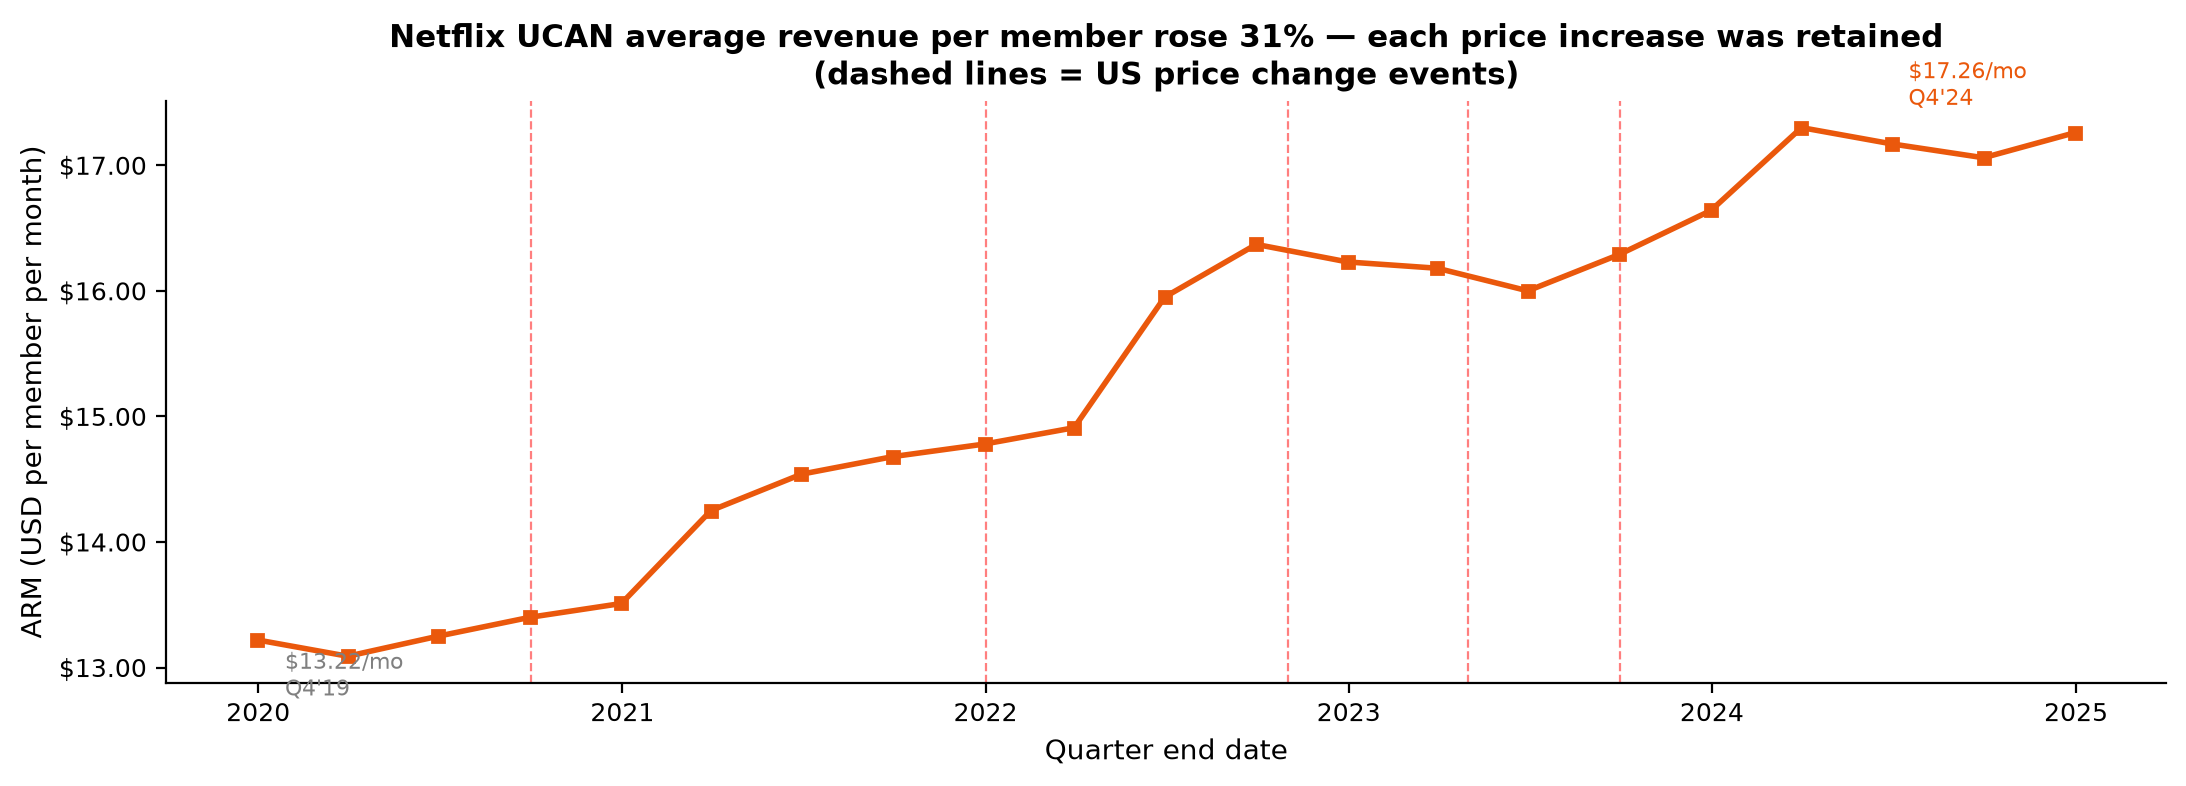 Netflix UCAN average revenue per member rose 31% — each price increase was retained
(dashed lines = US price change events)
$17.26/mo
Q4'24
ARM (USD per member per month)
$17.00
$16.00
$15.00
$14.00
$13.00
$13.22/mo
Q4'19
2020
2021
2022
2023
2024
2025
Quarter end date